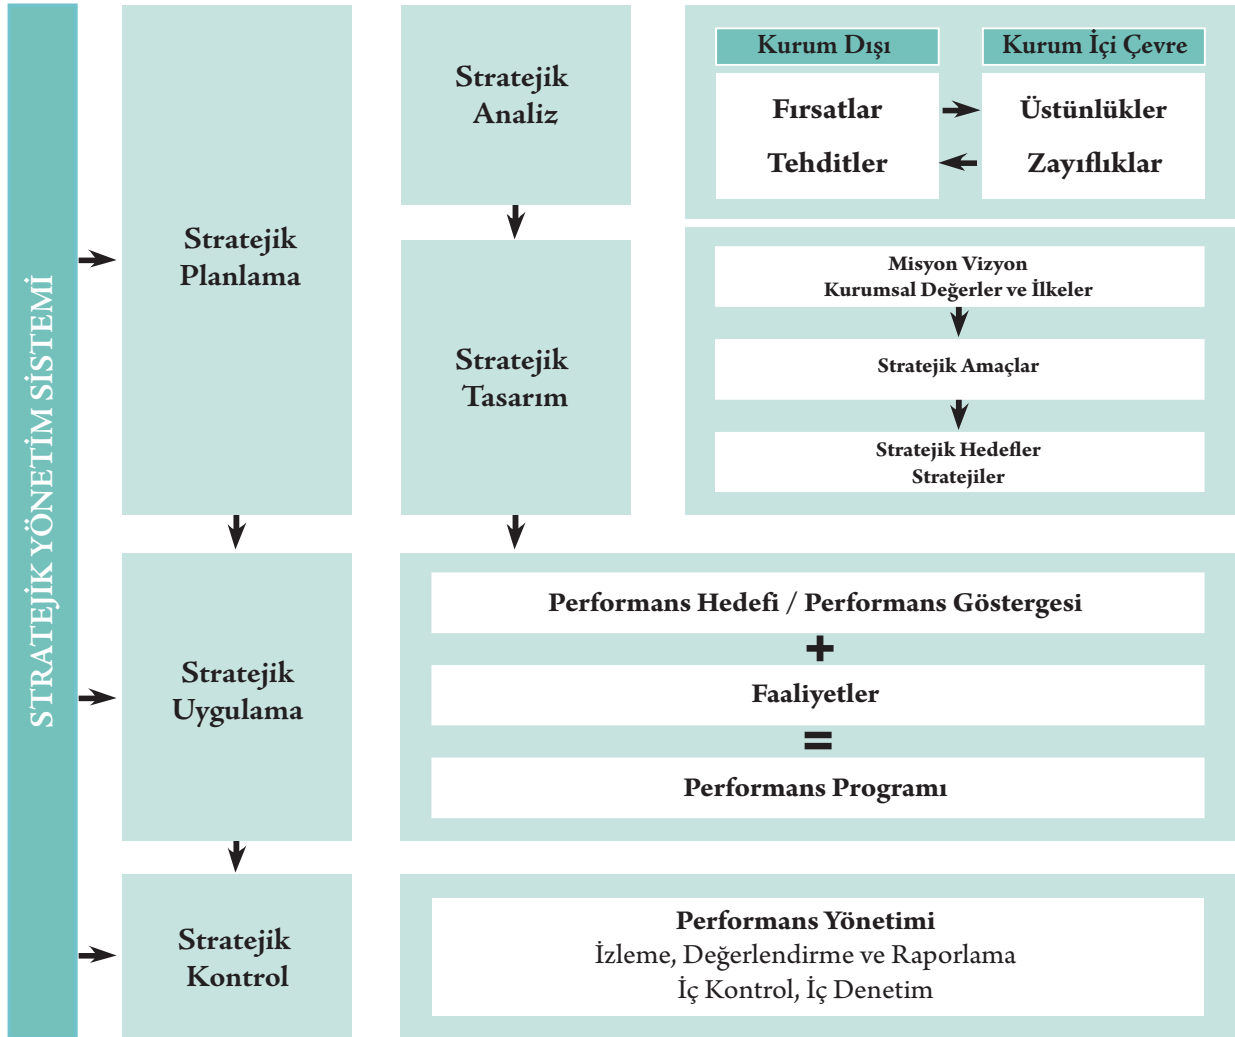 STRATEJİK YÖNETİM SİSTEMİ
Stratejik
Planlama
Stratejik
Analiz
Kurum Dışı
Kurum İçi Çevre
Fırsatlar
Üstünlükler
Tehditler
Zayıflıklar
Stratejik
Tasarım
Misyon Vizyon
Kurumsal Değerler ve İlkeler
Stratejik Amaçlar
Stratejik Hedefler
Stratejiler
Stratejik
Uygulama
Performans Hedefi / Performans Göstergesi
+
Faaliyetler
=
Performans Programı
Stratejik
Kontrol
Performans Yönetimi
İzleme, Değerlendirme ve Raporlama
İç Kontrol, İç Denetim